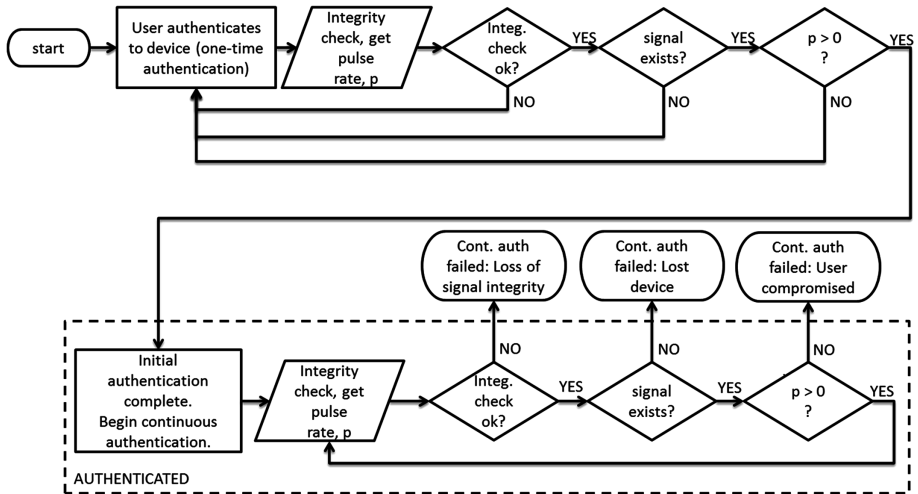 start
User authenticates
to device (one-time
authentication)
Integrity
check, get
pulse
rate, p
Integ.
check
ok?
YES
signal
exists?
YES
p > 0
?
YES
NO
NO
NO
Cont. auth
failed: Loss of
signal integrity
Cont. auth
failed: Lost
device
Cont. auth
failed: User
compromised
NO
NO
NO
Initial
authentication
complete.
Begin continuous
authentication.
Integrity
check, get
pulse
rate, p
Integ.
check
ok?
YES
signal
exists?
YES
p > 0
?
YES
AUTHENTICATED